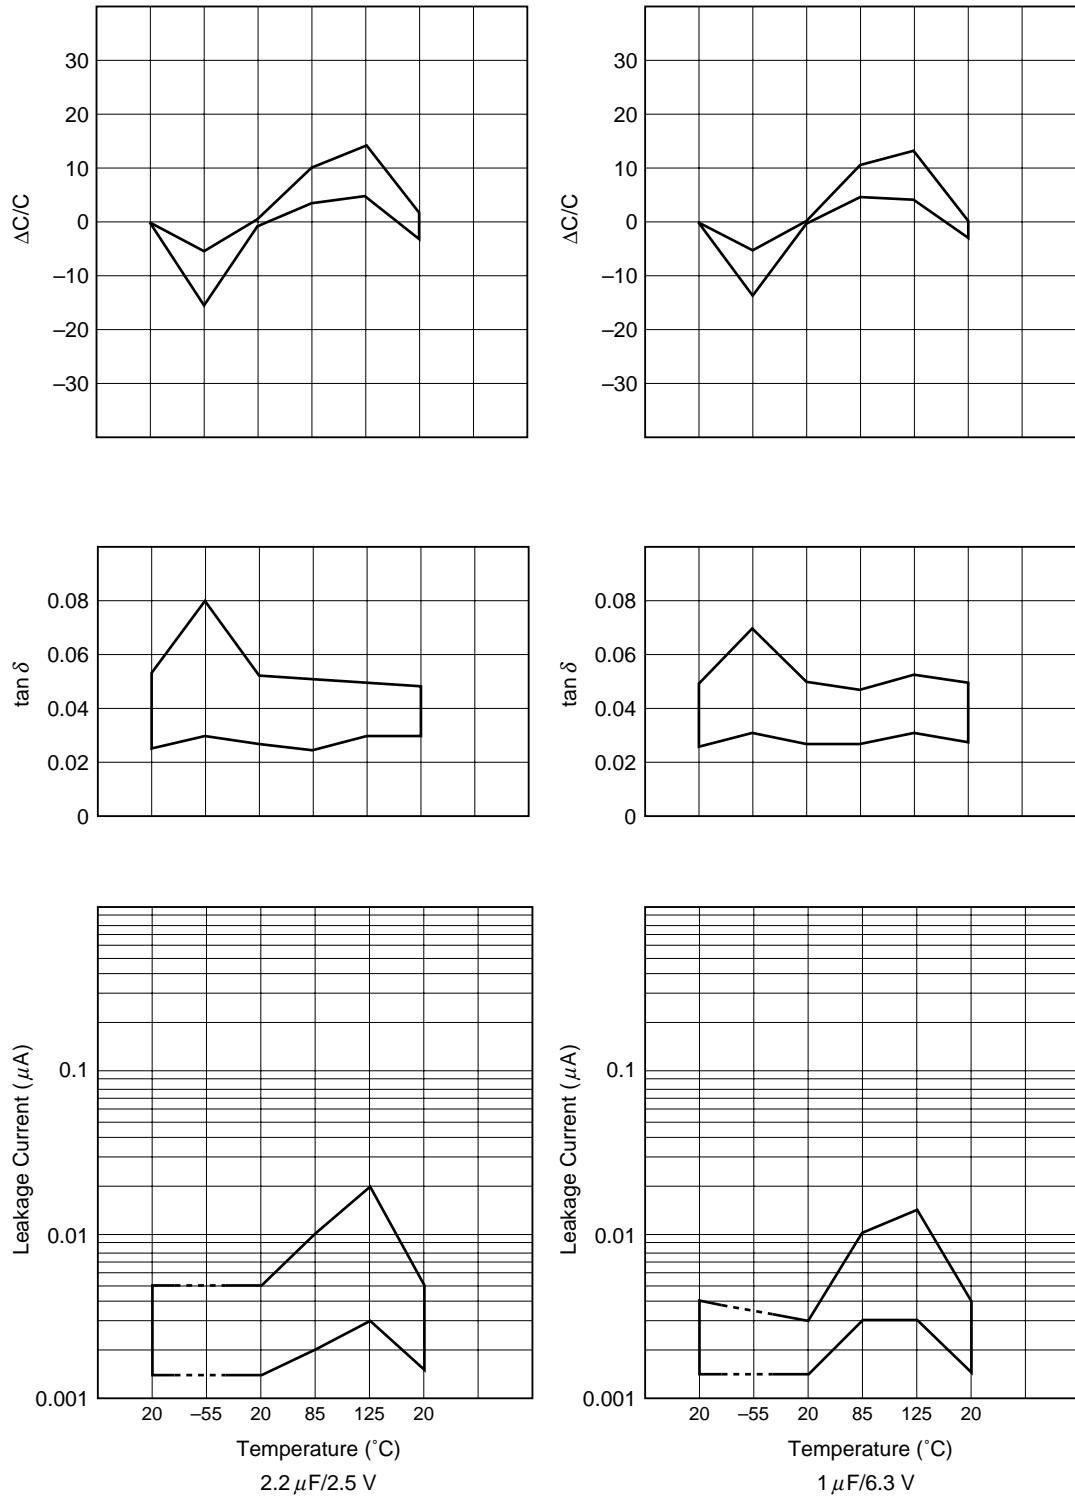 ΔC/C
30
20
10
0
–10
–20
–30
ΔC/C
30
20
10
0
–10
–20
–30
tan δ
0.08
0.06
0.04
0.02
0
tan δ
0.08
0.06
0.04
0.02
0
Leakage Current (μA)
0.1
0.01
0.001
20 –55 20 85 125 20
Temperature (˚C)
2.2 μF/2.5 V
Leakage Current (μA)
0.1
0.01
0.001
20 –55 20 85 125 20
Temperature (˚C)
1 μF/6.3 V